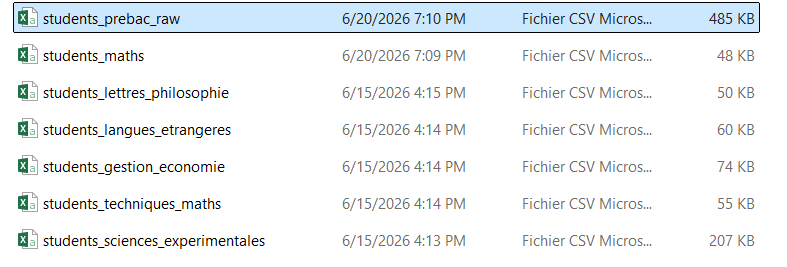 students_prebac_raw 6/20/2026 7:10 PM Fichier CSV Micros... 485 KB
students_maths 6/20/2026 7:09 PM Fichier CSV Micros... 48 KB
students_lettres_philosophie 6/15/2026 4:15 PM Fichier CSV Micros... 50 KB
students_langues_etrangeres 6/15/2026 4:14 PM Fichier CSV Micros... 60 KB
students_gestion_economie 6/15/2026 4:14 PM Fichier CSV Micros... 74 KB
students_techniques_maths 6/15/2026 4:14 PM Fichier CSV Micros... 55 KB
students_sciences_experimentales 6/15/2026 4:13 PM Fichier CSV Micros... 207 KB